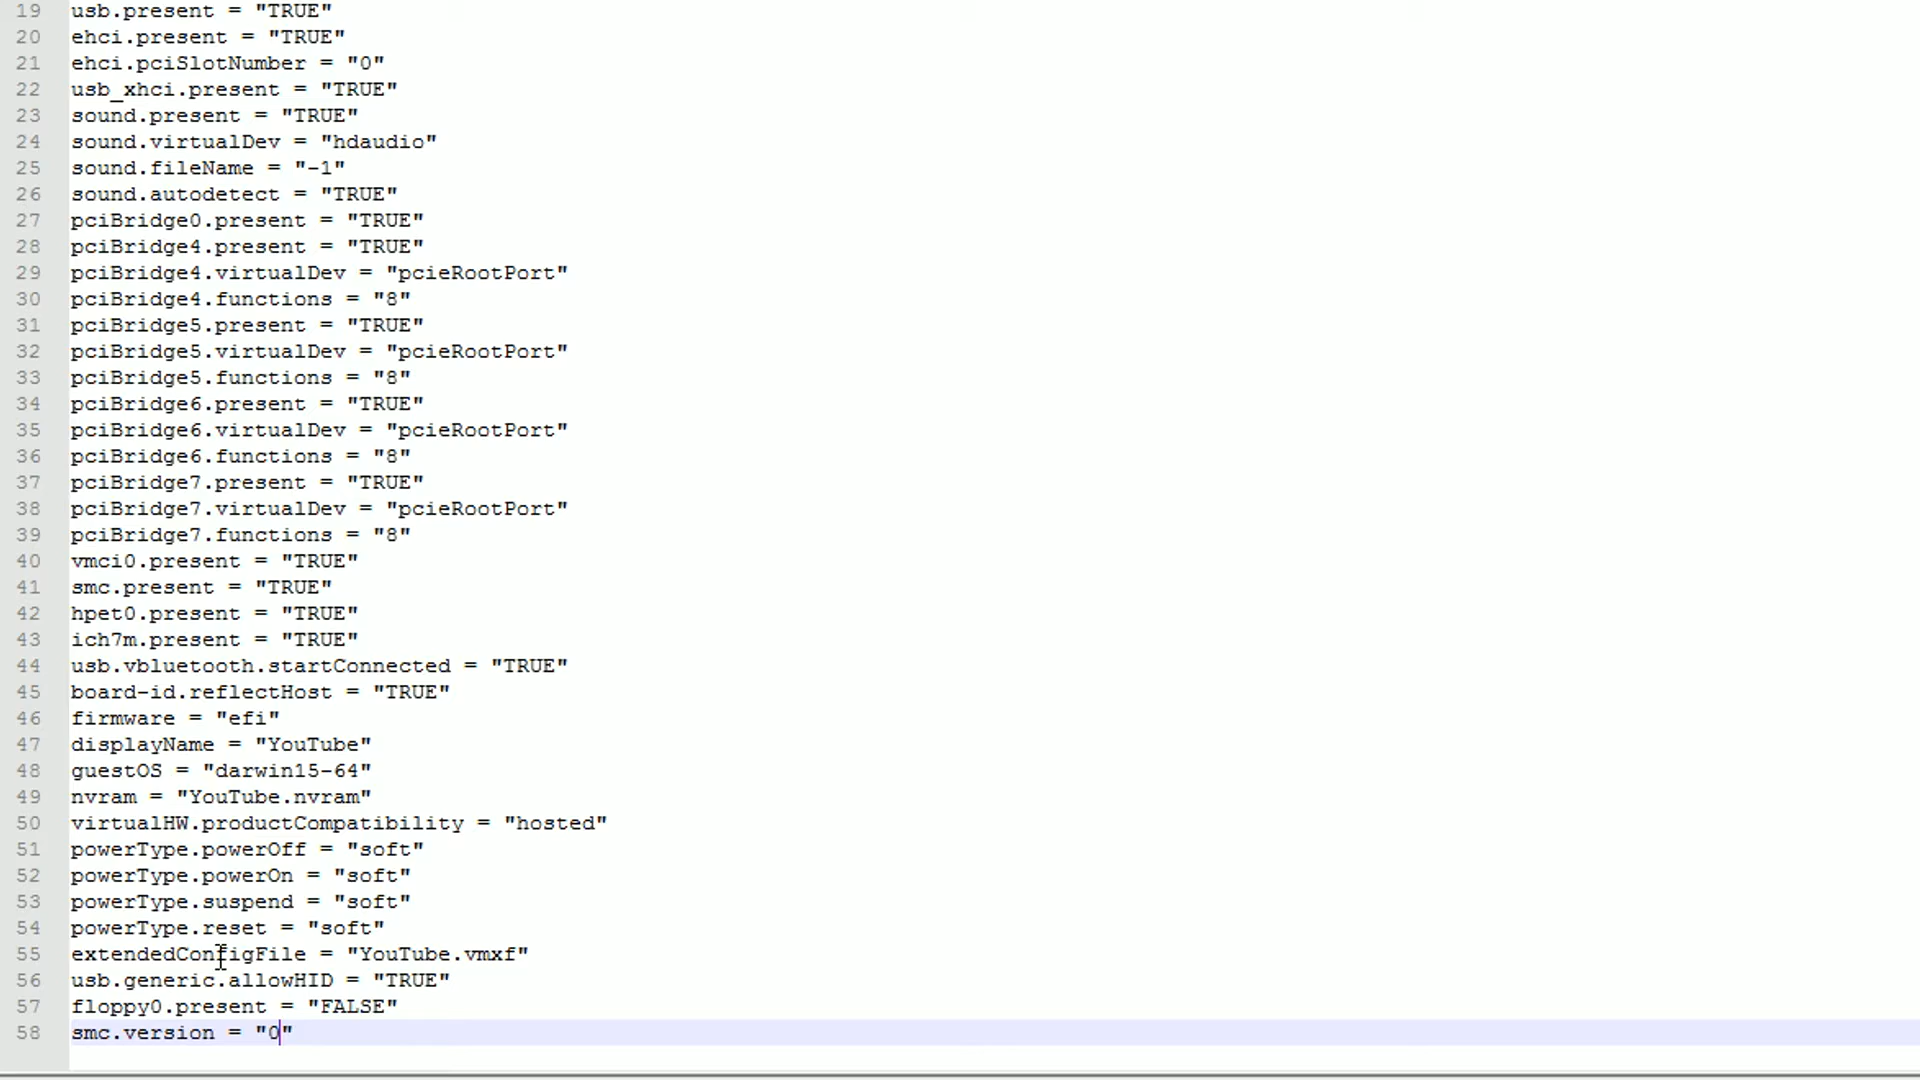 19 usb.present = "TRUE"
20 ehci.present = "TRUE"
21 ehci.pciSlotNumber = "0"
22 usb_xhci.present = "TRUE"
23 sound.present = "TRUE"
24 sound.virtualDev = "hdaudio"
25 sound.fileName = "-1"
26 sound.autodetect = "TRUE"
27 pciBridge0.present = "TRUE"
28 pciBridge4.present = "TRUE"
29 pciBridge4.virtualDev = "pcieRootPort"
30 pciBridge4.functions = "8"
31 pciBridge5.present = "TRUE"
32 pciBridge5.virtualDev = "pcieRootPort"
33 pciBridge5.functions = "8"
34 pciBridge6.present = "TRUE"
35 pciBridge6.virtualDev = "pcieRootPort"
36 pciBridge6.functions = "8"
37 pciBridge7.present = "TRUE"
38 pciBridge7.virtualDev = "pcieRootPort"
39 pciBridge7.functions = "8"
40 vmci0.present = "TRUE"
41 smc.present = "TRUE"
42 hpet0.present = "TRUE"
43 ich7m.present = "TRUE"
44 usb.vbluetooth.startConnected = "TRUE"
45 board-id.reflectHost = "TRUE"
46 firmware = "efi"
47 displayName = "YouTube"
48 guestOS = "darwin15-64"
49 nvram = "YouTube.nvram"
50 virtualHW.productCompatibility = "hosted"
51 powerType.powerOff = "soft"
52 powerType.powerOn = "soft"
53 powerType.suspend = "soft"
54 powerType.reset = "soft"
55 extendedConfigFile = "YouTube.vmxf"
56 usb.generic.allowHID = "TRUE"
57 floppy0.present = "FALSE"
58 smc.version = "0"